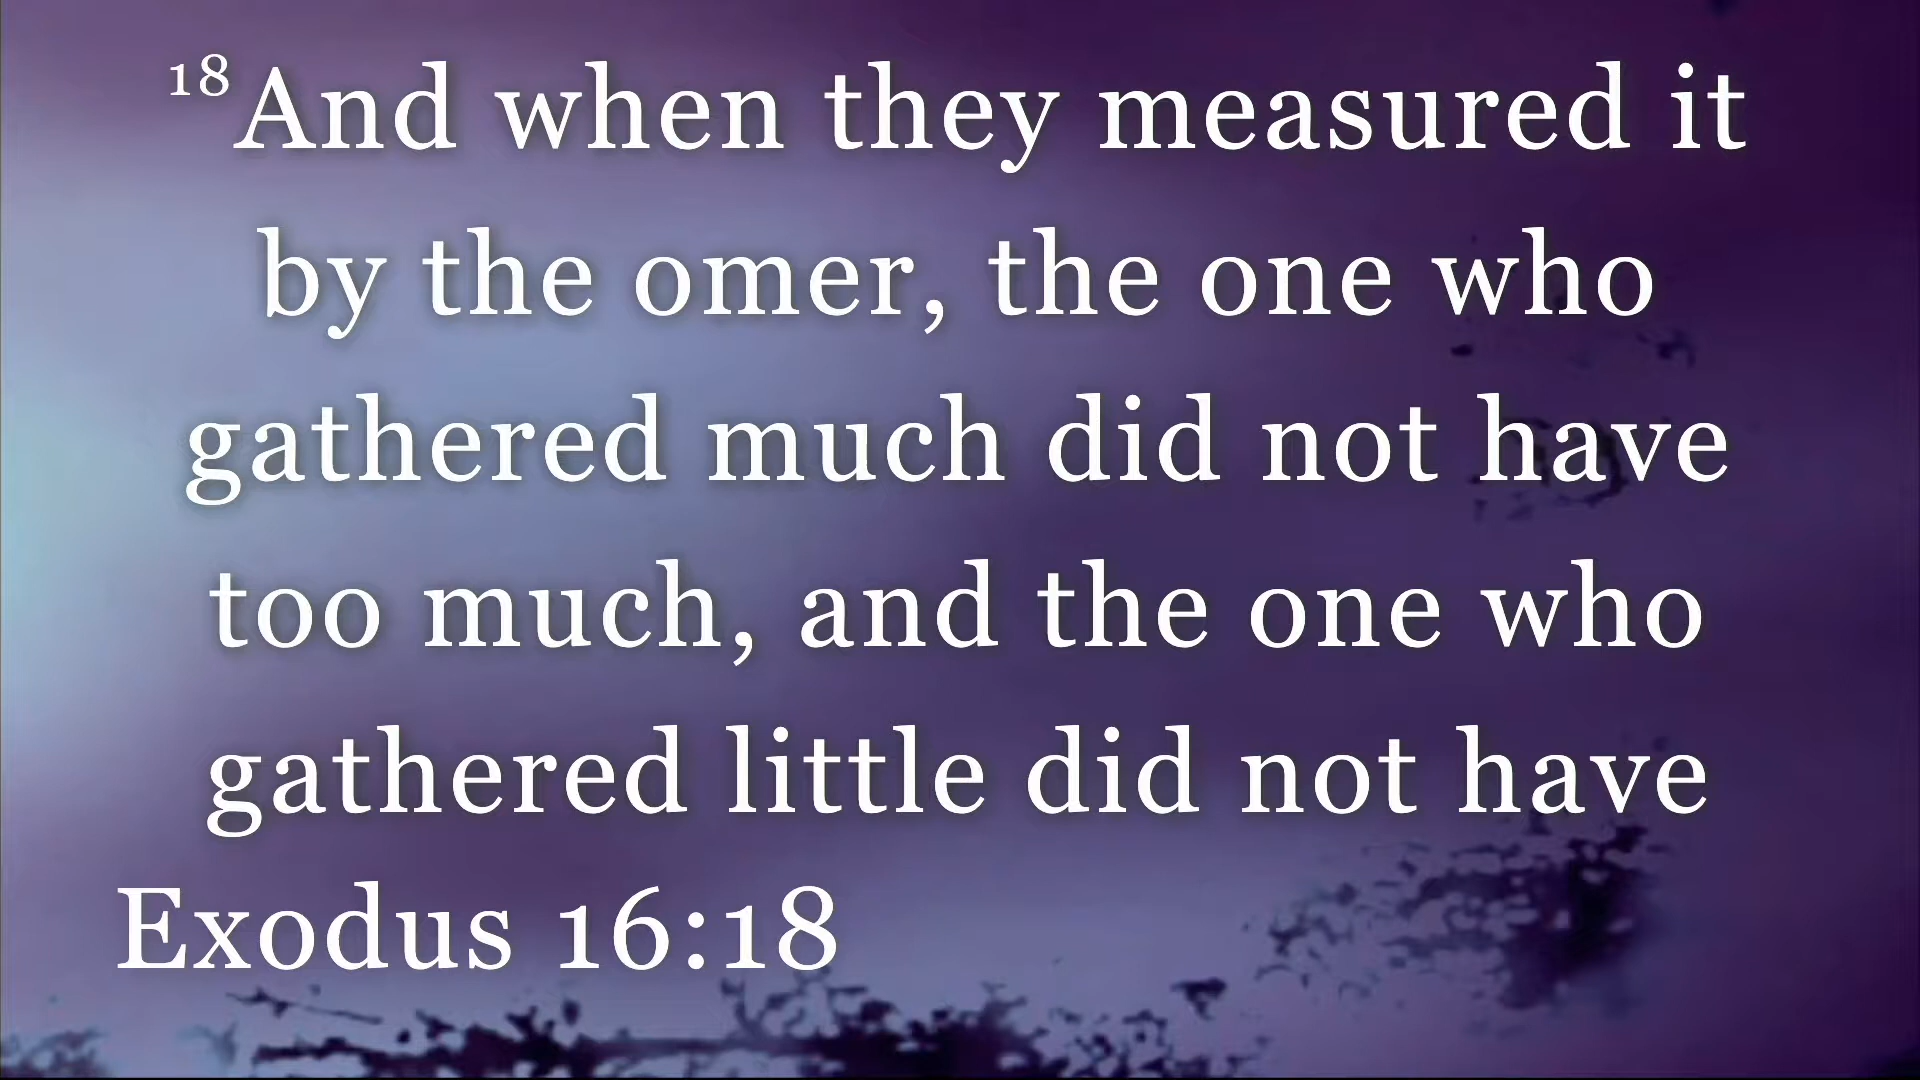 18And when they measured it
by the omer, the one who
gathered much did not have
too much, and the one who
gathered little did not have
Exodus 16:18